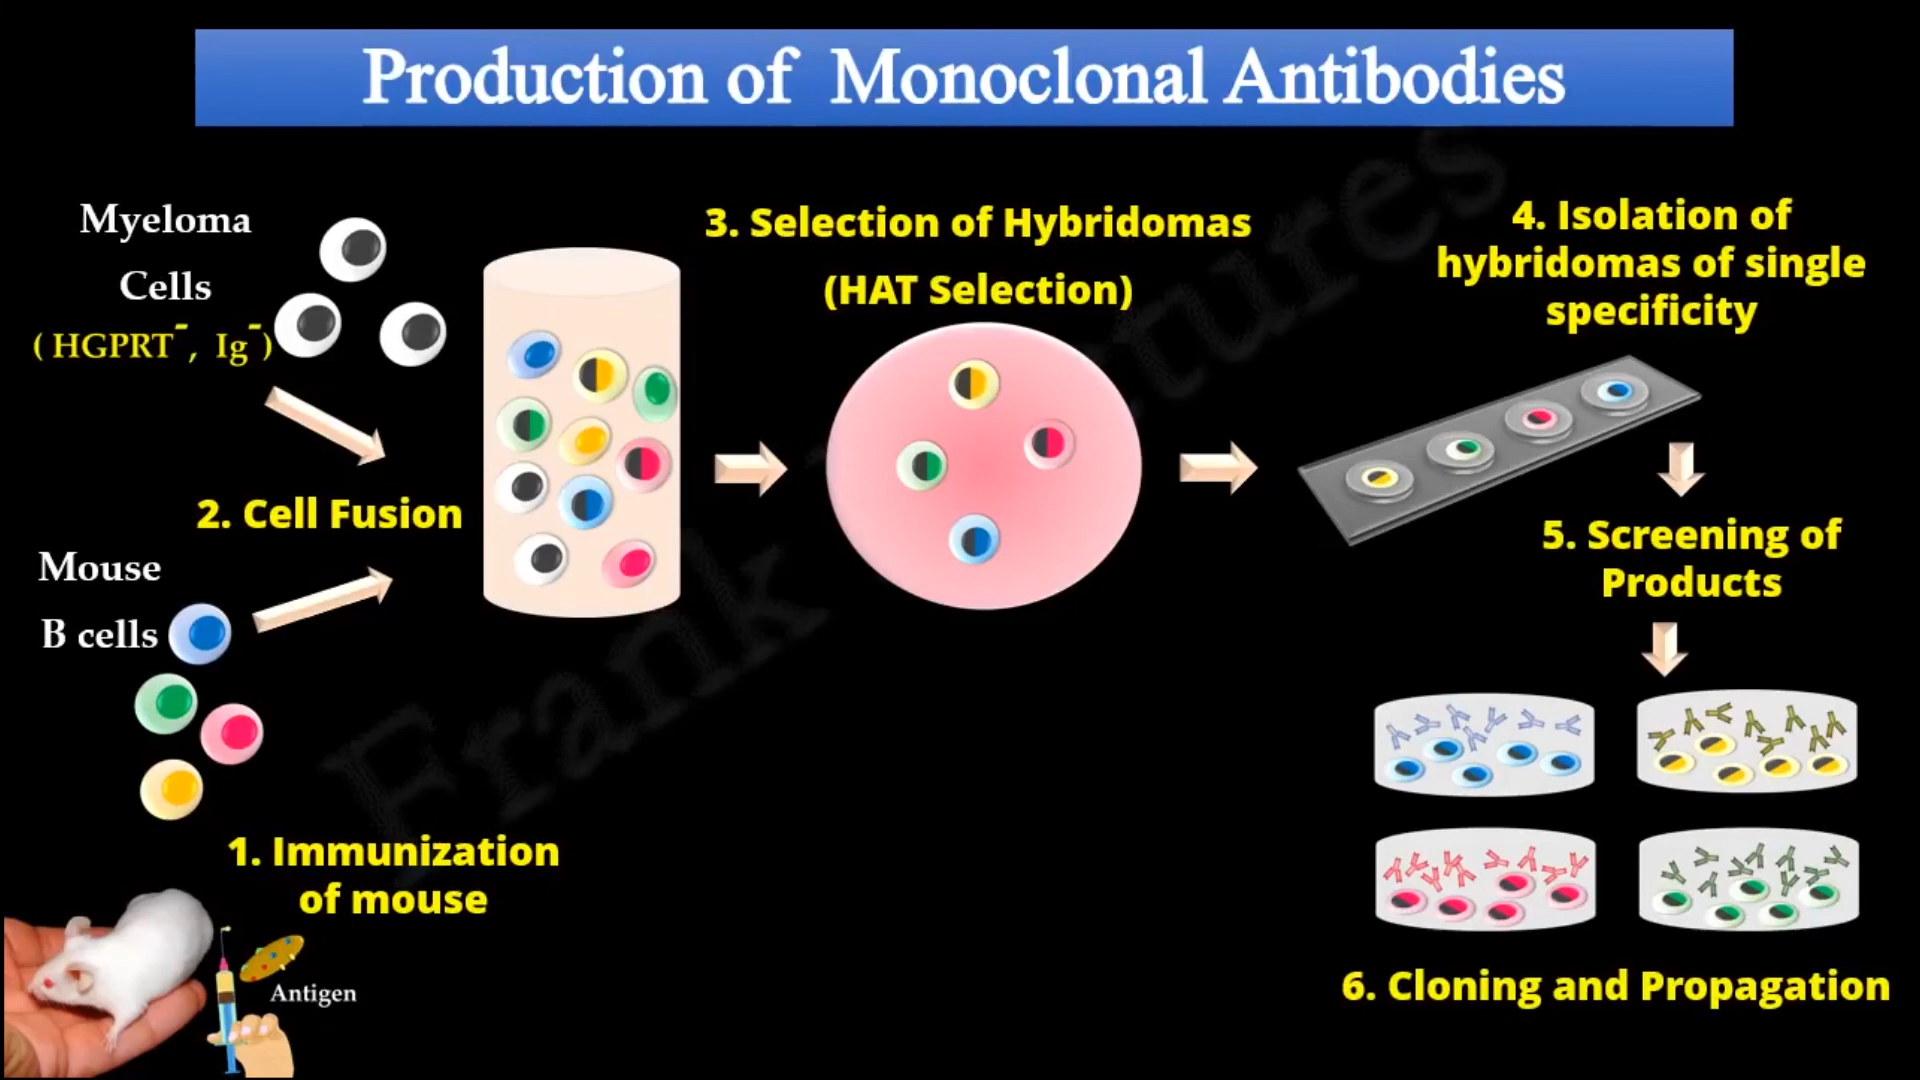 Production of Monoclonal Antibodies
Myeloma
Cells
( HGPRT⁻, Ig⁻)
2. Cell Fusion
Mouse
B cells
1. Immunization
of mouse
Antigen
3. Selection of Hybridomas
(HAT Selection)
4. Isolation of
hybridomas of single
specificity
5. Screening of
Products
6. Cloning and Propagation
Frank